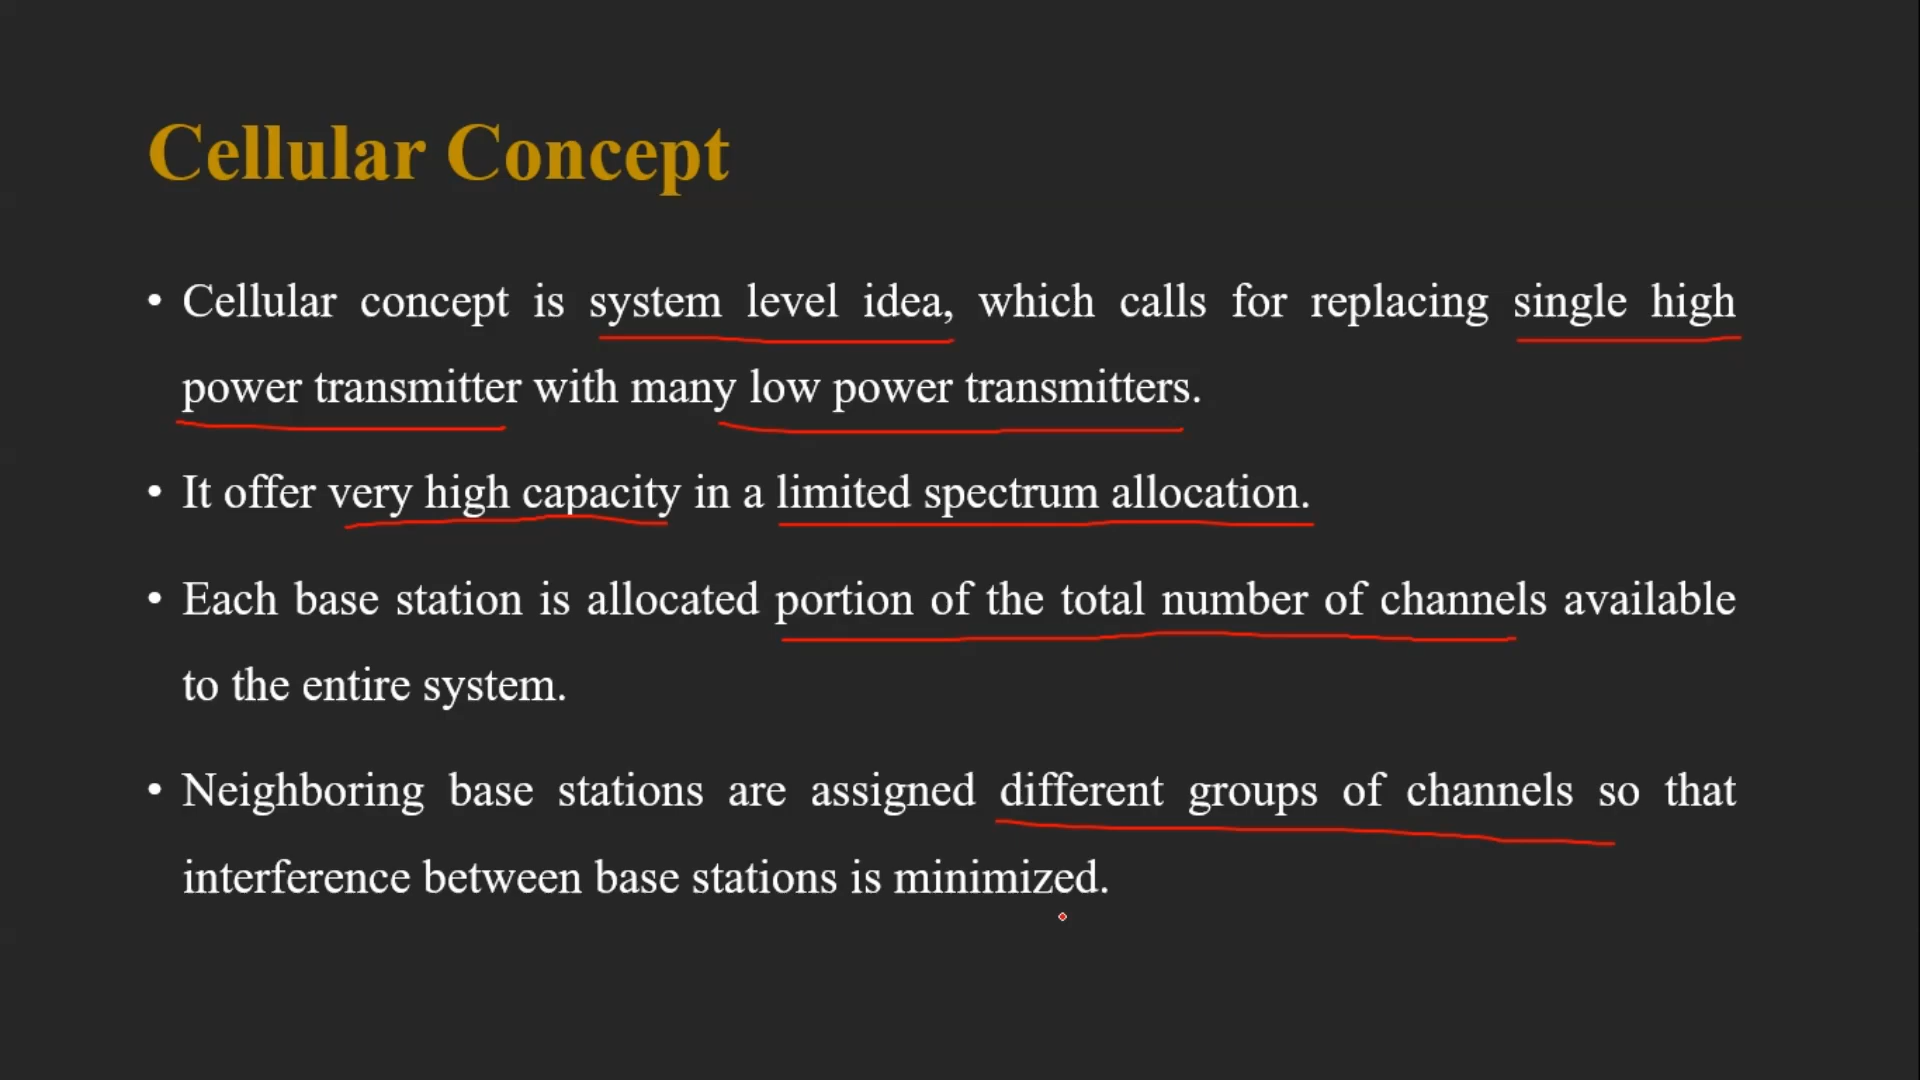 Cellular Concept
• Cellular concept is system level idea, which calls for replacing single high
power transmitter with many low power transmitters.
• It offer very high capacity in a limited spectrum allocation.
• Each base station is allocated portion of the total number of channels available
to the entire system.
• Neighboring base stations are assigned different groups of channels so that
interference between base stations is minimized.